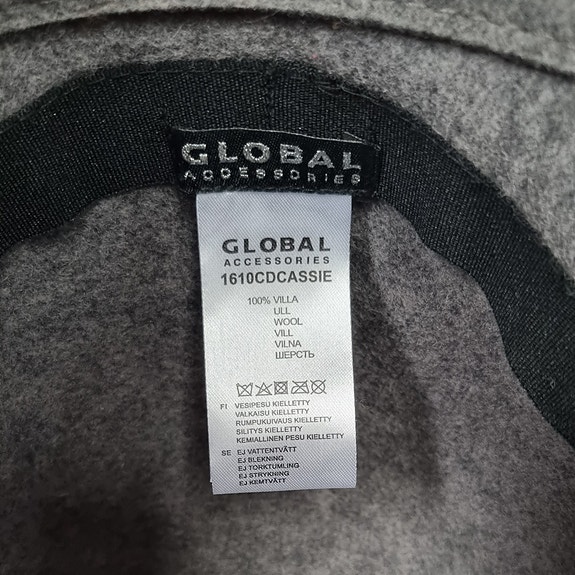 GLOBAL
ACCESSORIES
GLOBAL
ACCESSORIES
1610CDCASSIE
100% VILLA
ULL
WOOL
VILL
VILNA
ШЕРСТЬ
FI VESIPESU KIELLETTY
VALKAISU KIELLETTY
RUMPUKUIVAUS KIELLETTY
SILITYS KIELLETTY
KEMIALLINEN PESU KIELLETTY
SE EJ VATTENTVÄTT
EJ BLEKNING
EJ TORKTUMLING
EJ STRYKNING
EJ KEMTVÄTT